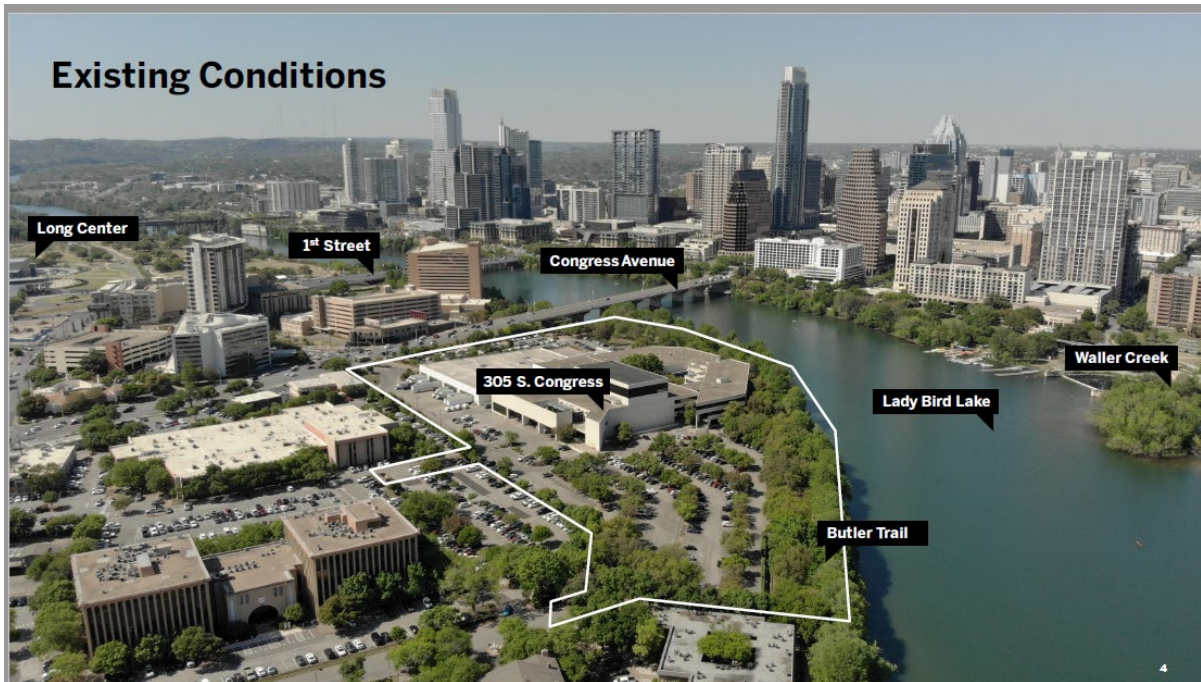 Existing Conditions
Long Center
1st Street
Congress Avenue
305 S. Congress
Waller Creek
Lady Bird Lake
Butler Trail
4